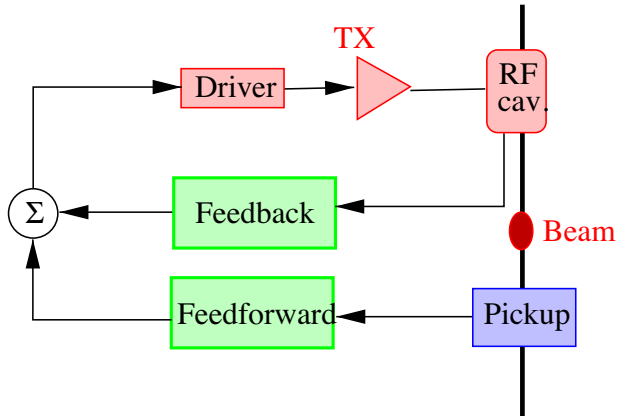 TX
Driver
RF
cav.
Feedback
Σ
Beam
Feedforward
Pickup